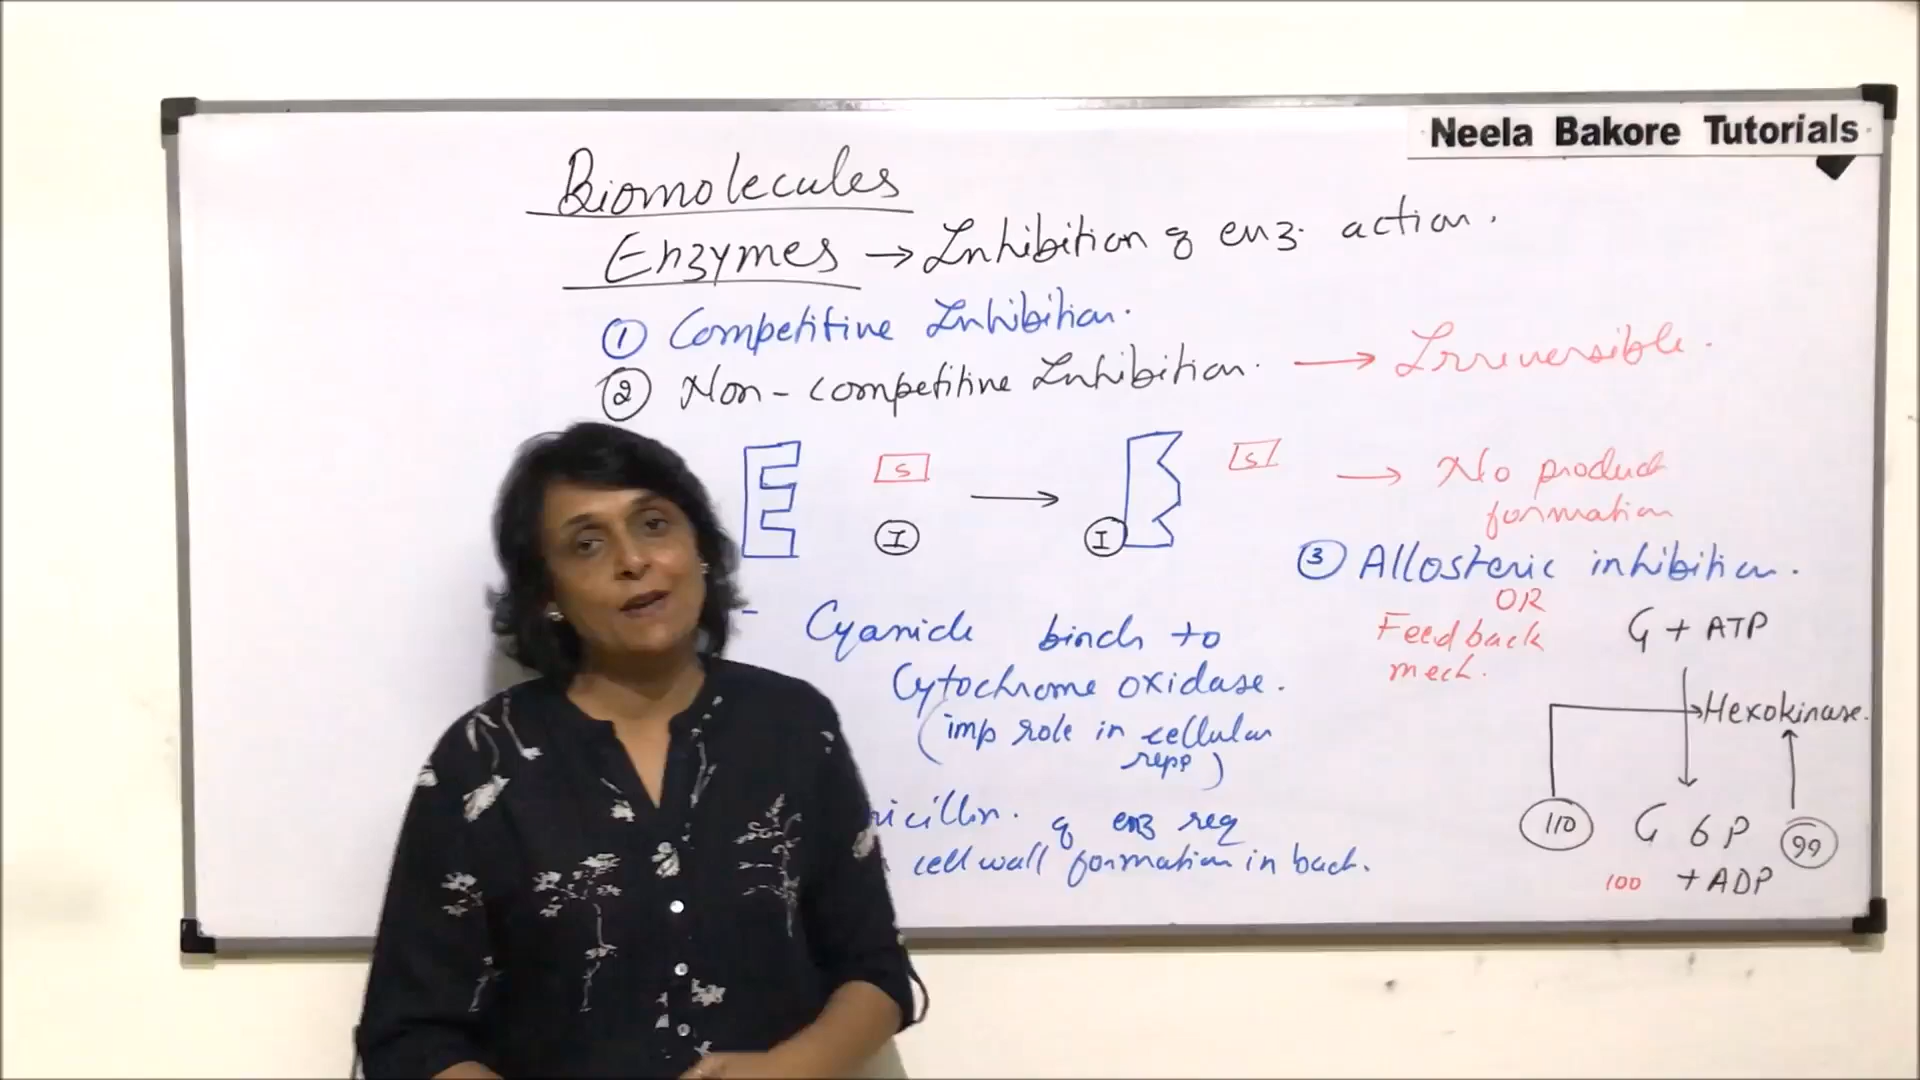 Neela Bakore Tutorials
Biomolecules
Enzymes → Inhibition of enz. action.
① Competitive Inhibition.
② Non-competitive Inhibition. → Irreversible.
S
I
→
I
S
→ No product
formation
③ Allosteric inhibition.
OR
Feedback
mech.
G + ATP
Hexokinase.
110
G 6P
99
100 + ADP
- Cyanide binds to
Cytochrome oxidase.
(imp role in cellular
resp)
icillin. of enz req
cell wall formation in bact.